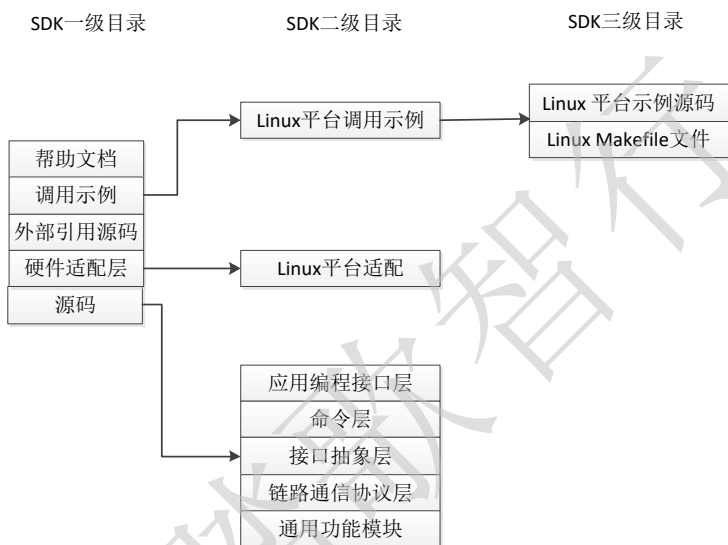 SDK一级目录
SDK二级目录
SDK三级目录
Linux平台调用示例
Linux 平台示例源码
Linux Makefile文件
帮助文档
调用示例
外部引用源码
硬件适配层
源码
Linux平台适配
应用编程接口层
命令层
接口抽象层
链路通信协议层
通用功能模块
歌智行